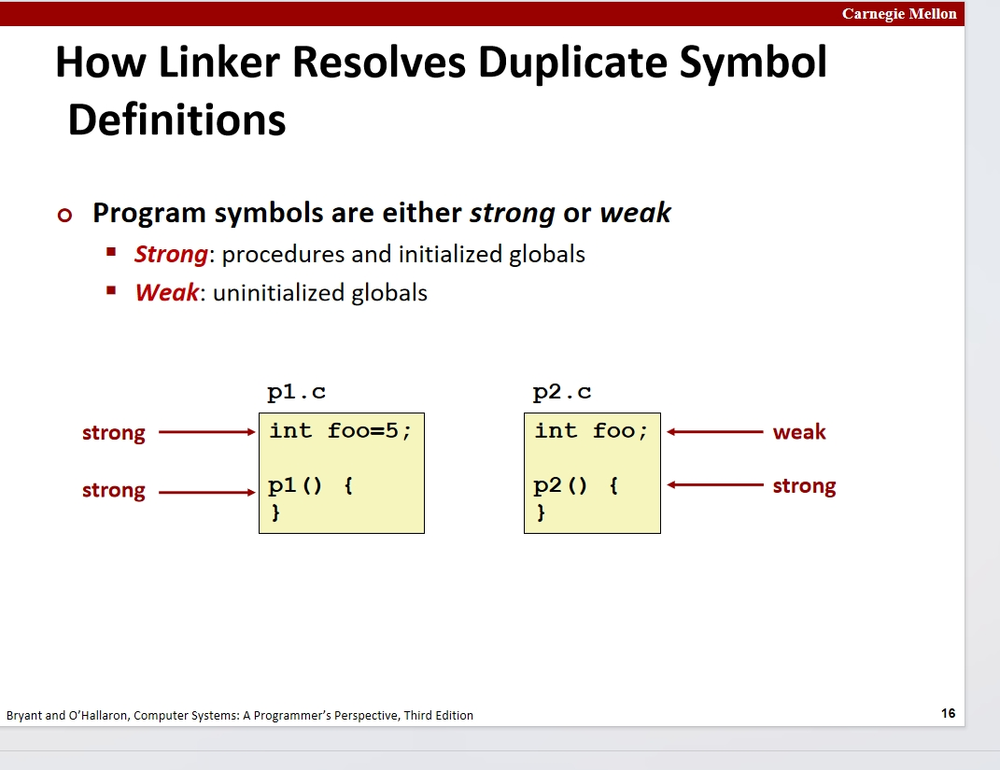 Carnegie Mellon
How Linker Resolves Duplicate Symbol
Definitions
Program symbols are either strong or weak
Strong: procedures and initialized globals
Weak: uninitialized globals
p1.c
p2.c
strong
int foo=5;
int foo;
weak
strong
p1() {
}
p2() {
}
strong
Bryant and O'Hallaron, Computer Systems: A Programmer's Perspective, Third Edition
16